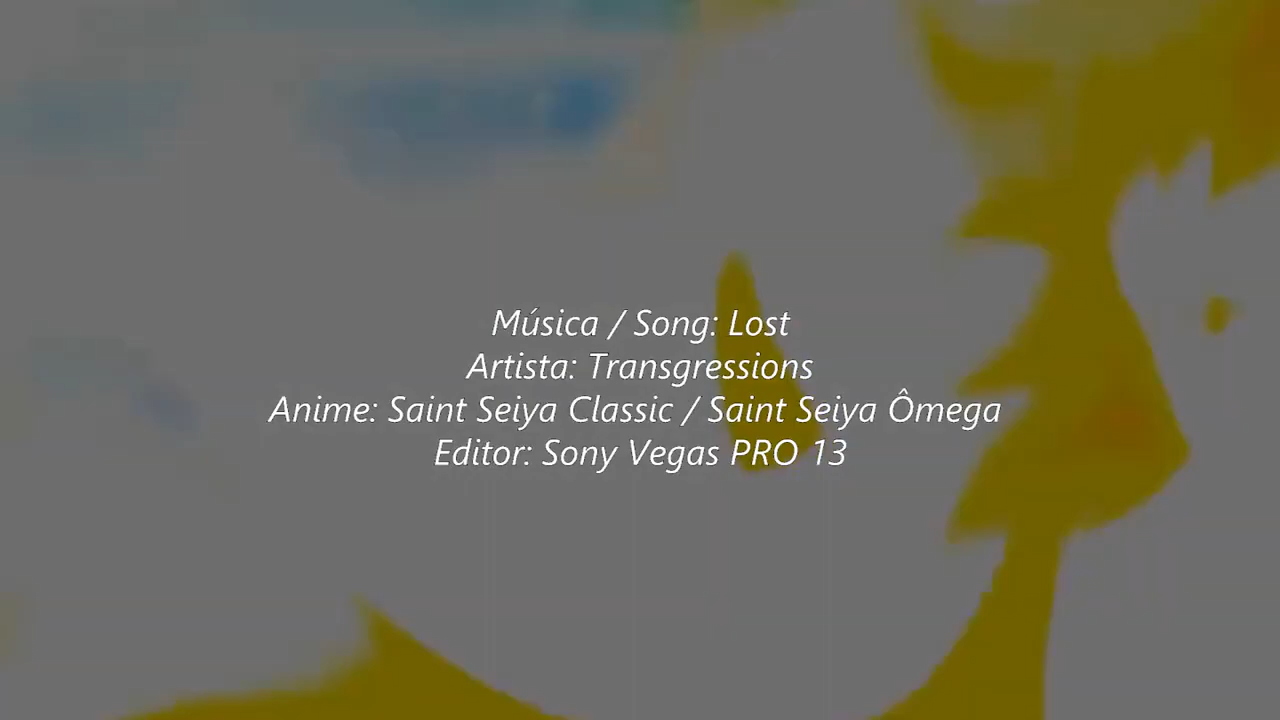 Música / Song: Lost
Artista: Transgressions
Anime: Saint Seiya Classic / Saint Seiya Ômega
Editor: Sony Vegas PRO 13